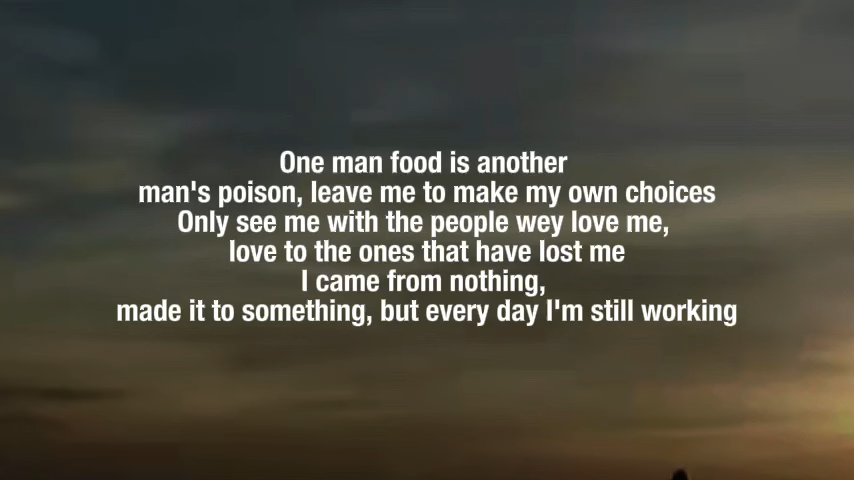 One man food is another
man's poison, leave me to make my own choices
Only see me with the people wey love me,
love to the ones that have lost me
I came from nothing,
made it to something, but every day I'm still working